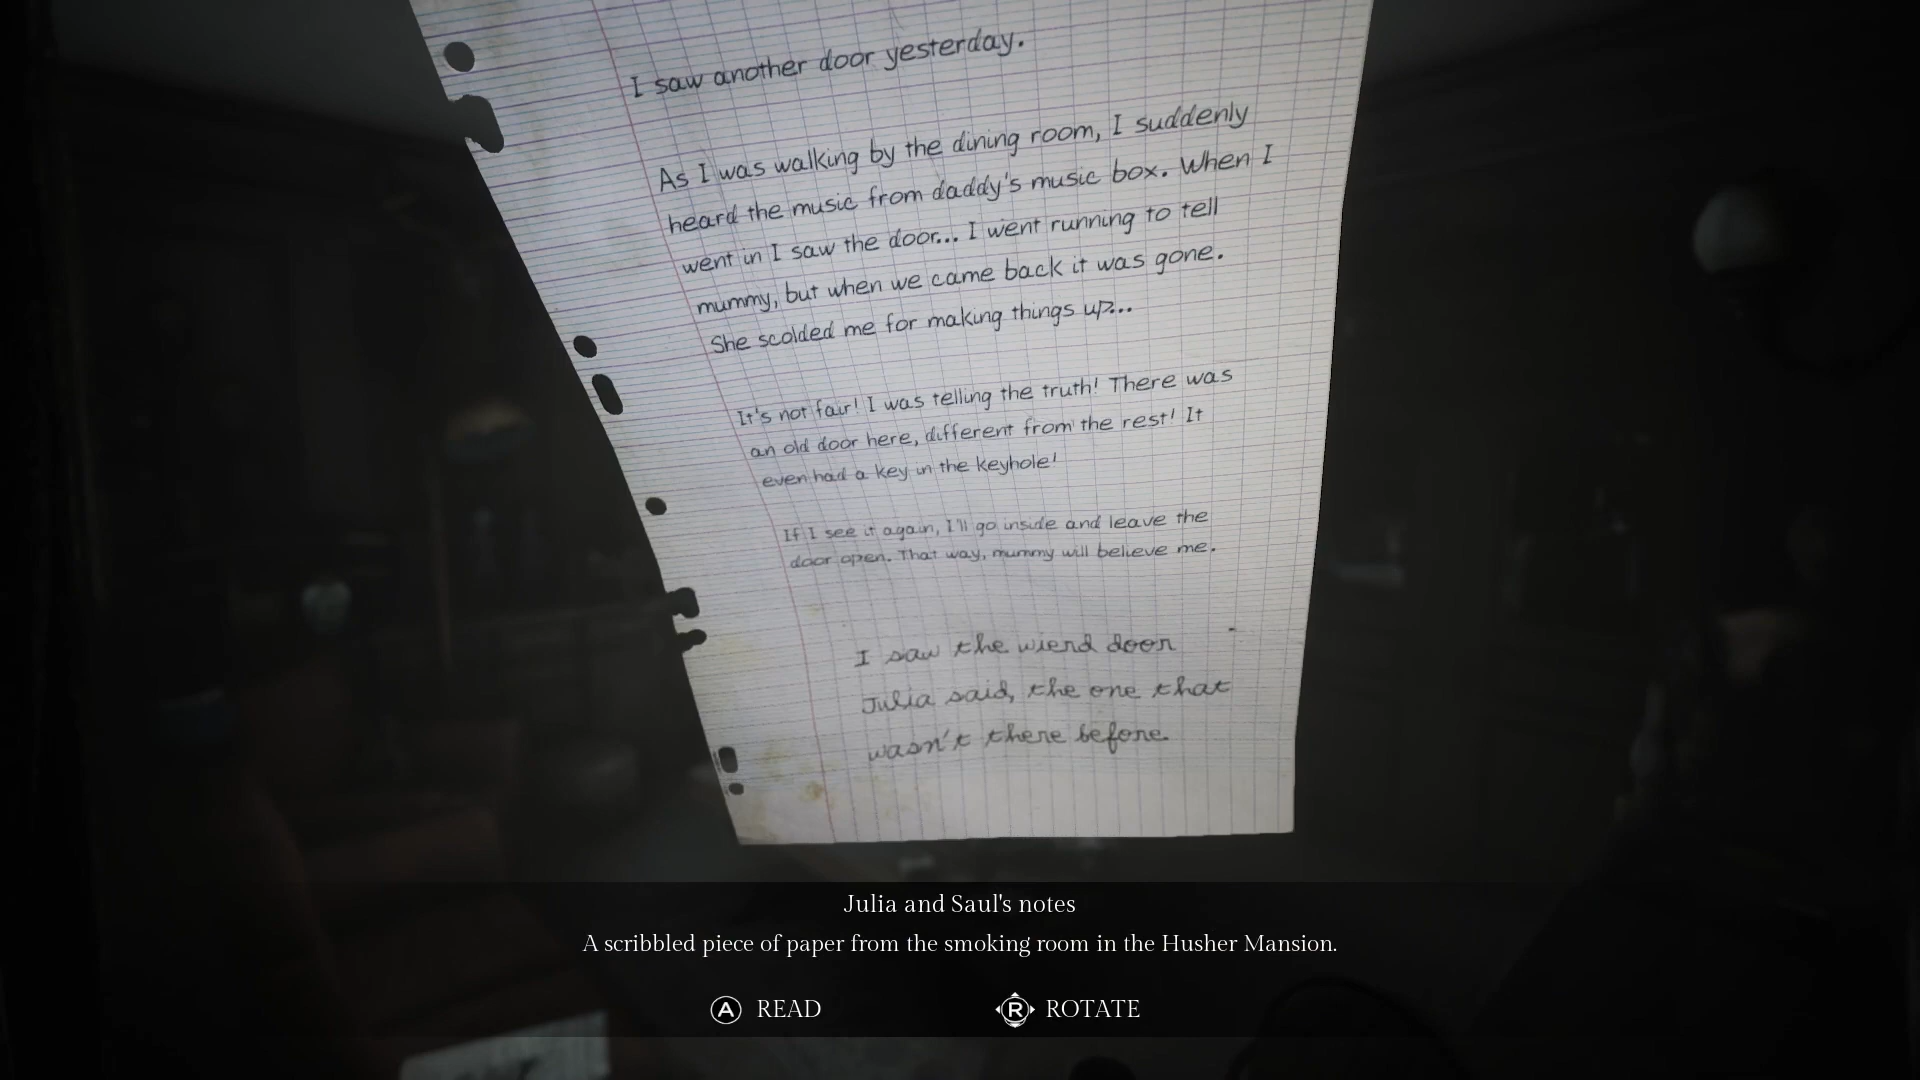 I saw another door yesterday.
As I was walking by the dining room, I suddenly
heard the music from daddy's music box. When I
went in I saw the door... I went running to tell
mummy, but when we came back it was gone.
She scolded me for making things up...
It's not fair! I was telling the truth! There was
an old door here, different from the rest! It
even had a key in the keyhole!
If I see it again, I'll go inside and leave the
door open. That way, mummy will believe me.
I saw the wierd door
Julia said, the one that
wasn't there before.
Julia and Saul's notes
A scribbled piece of paper from the smoking room in the Husher Mansion.
A READ R ROTATE